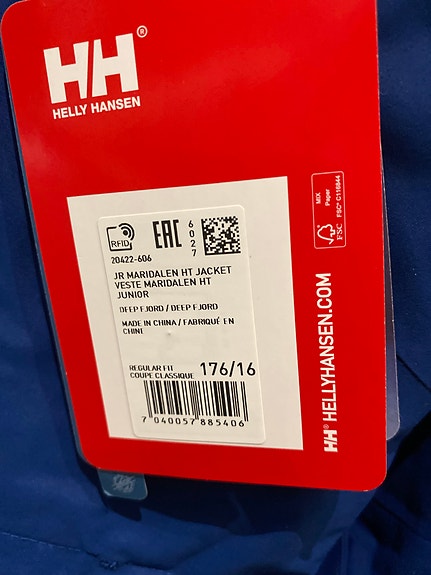 HH®
HELLY HANSEN
RFID
EAC
6027
20422-606
JR MARIDALEN HT JACKET
VESTE MARIDALEN HT
JUNIOR
DEEP FJORD / DEEP FJORD
MADE IN CHINA / FABRIQUÉ EN
CHINE
REGULAR FIT
COUPE CLASSIQUE
176/16
7 040057 885406
MIX
Paper
FSC® C115944
FSC
HH® HELLYHANSEN.COM